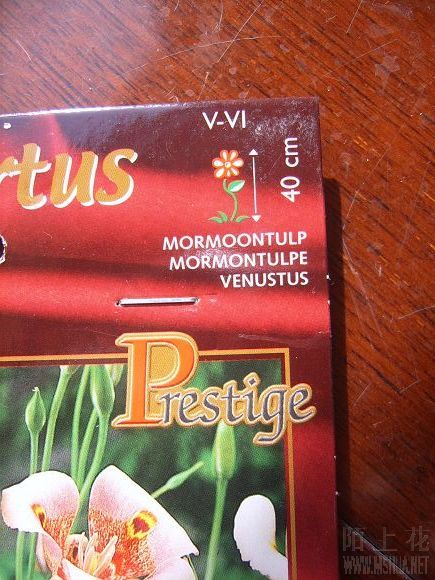 V-VI
rtus
40 cm
MORMOONTULP
MORMONTULPE
VENUSTUS
Prestige
陌上花
WWW.MSHUA.NET